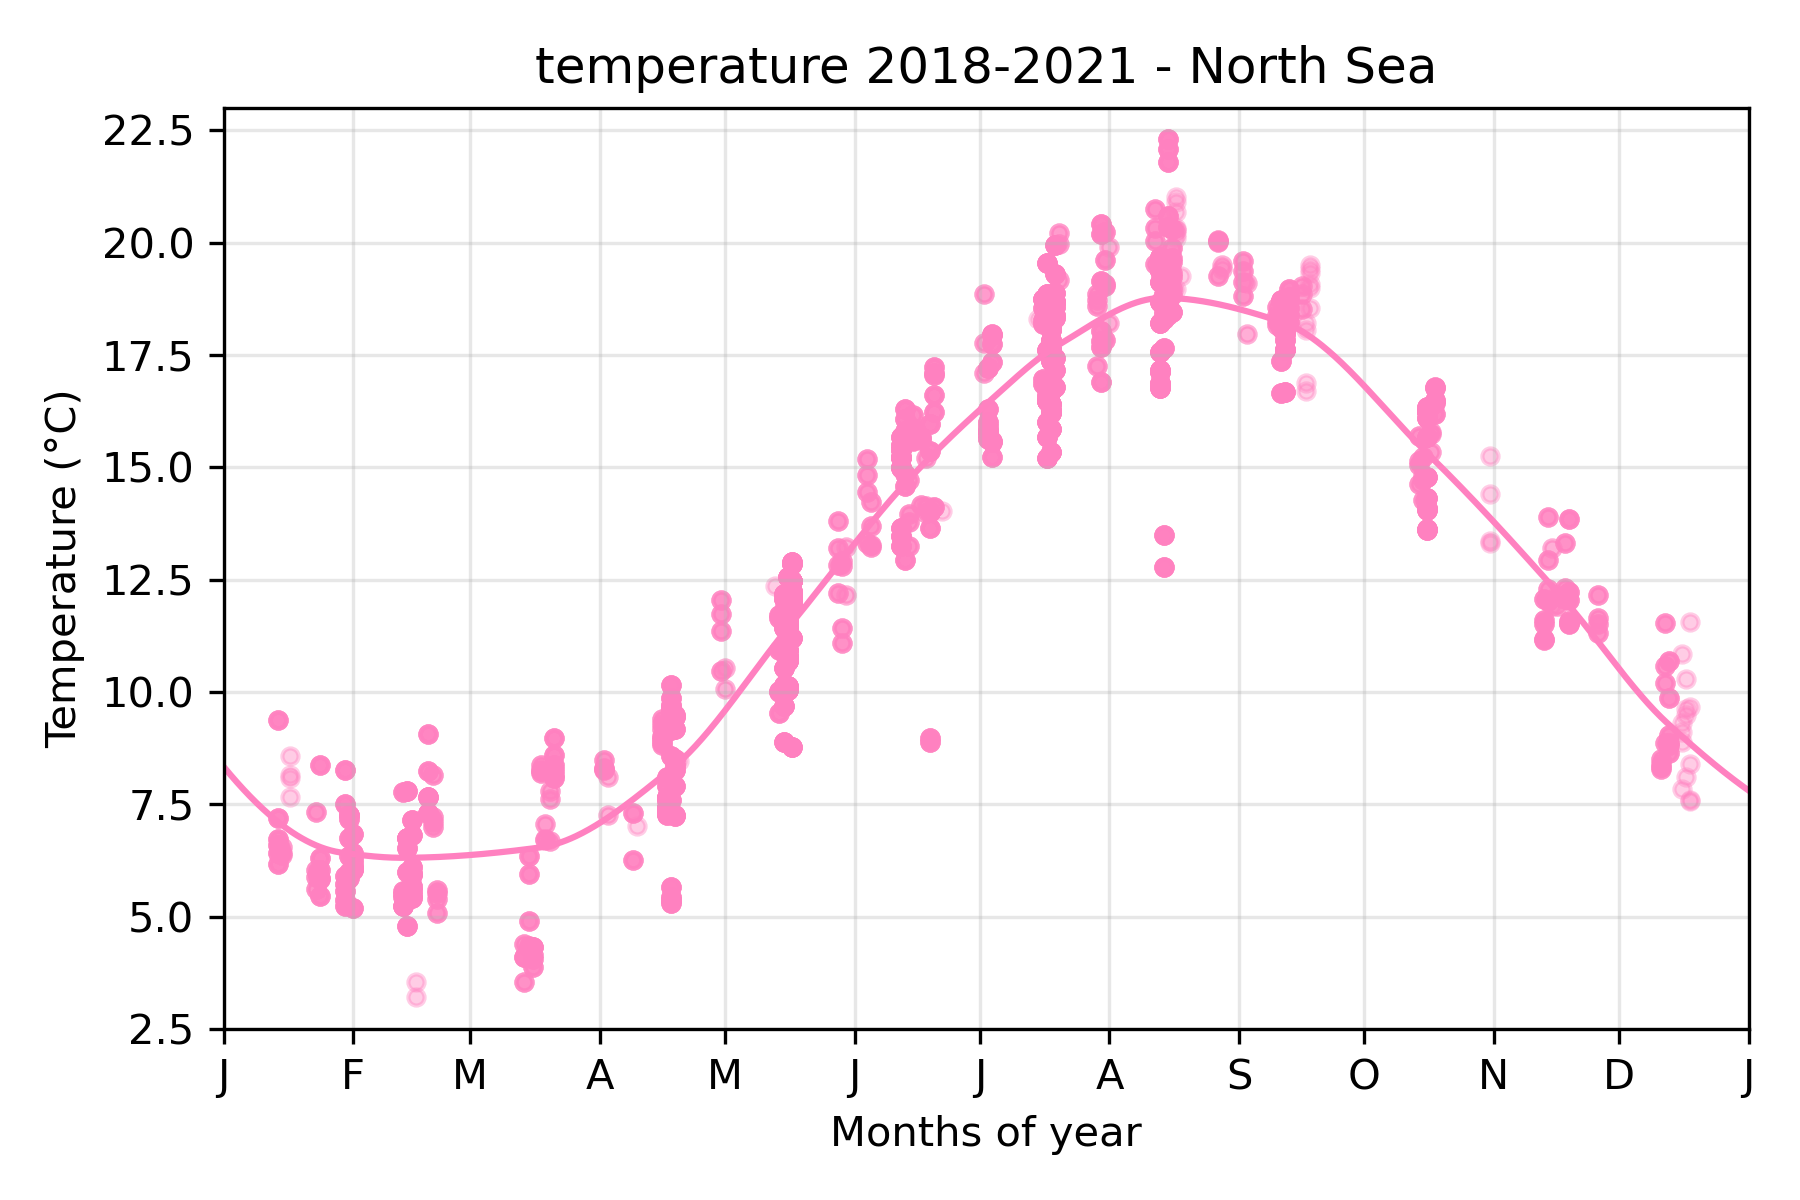 temperature 2018-2021 - North Sea
22.5
20.0
17.5
15.0
12.5
10.0
7.5
5.0
2.5
Temperature (°C)
J F M A M J J A S O N D J
Months of year